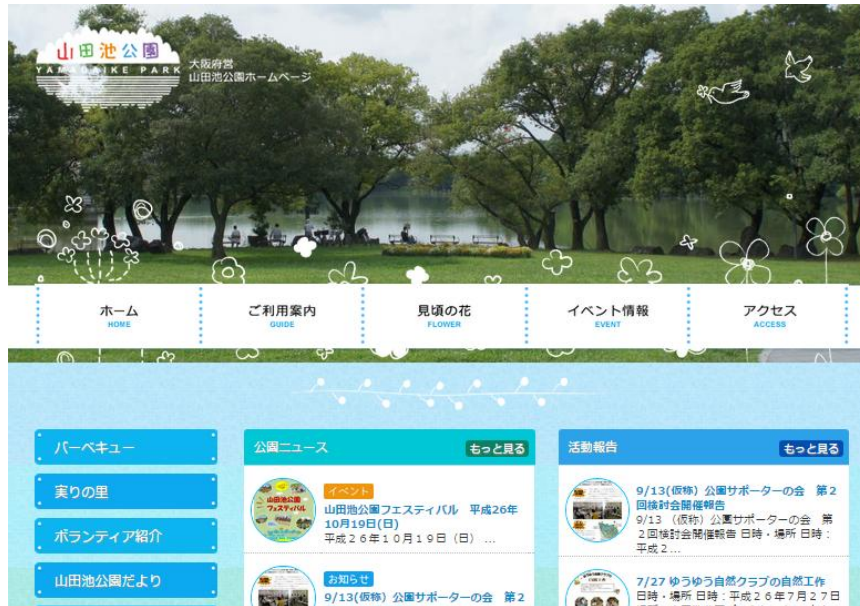 山田池公園
YAMADAIKE PARK
大阪府営
山田池公園ホームページ
ホーム
HOME
ご利用案内
GUIDE
見頃の花
FLOWER
イベント情報
EVENT
アクセス
ACCESS
バーベキュー
実りの里
ボランティア紹介
山田池公園だより
公園ニュース
もっと見る
山田池公園
フェスティバル
イベント
山田池公園フェスティバル 平成26年
10月19日(日)
平成２６年１０月１９日（日） ...
お知らせ
9/13(仮称）公園サポーターの会 第２
活動報告
もっと見る
9/13(仮称）公園サポーターの会 第２
回検討会開催報告
9/13 （仮称）公園サポーターの会 第
２回検討会開催報告 日時・場所 日時：
平成２...
7/27 ゆうゆう自然クラブの自然工作
日時・場所 日時：平成２６年７月２７日